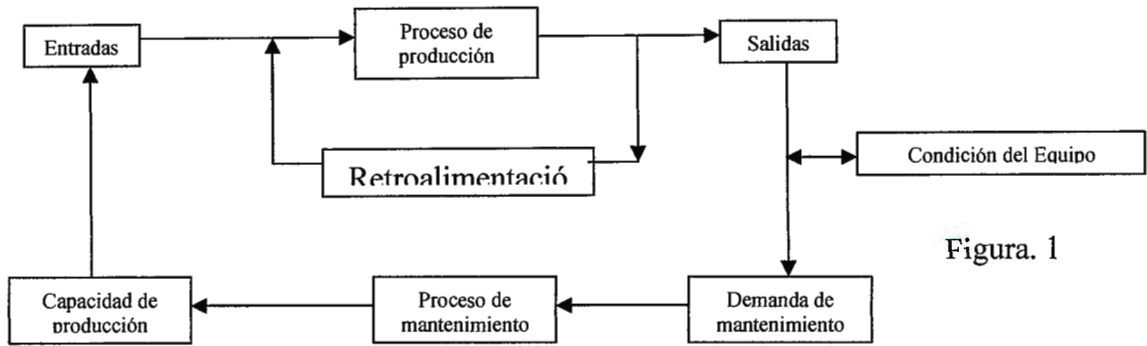 Entradas
Proceso de
producción
Salidas
Retroalimentació
Condición del Equipo
Figura. 1
Capacidad de
producción
Proceso de
mantenimiento
Demanda de
mantenimiento